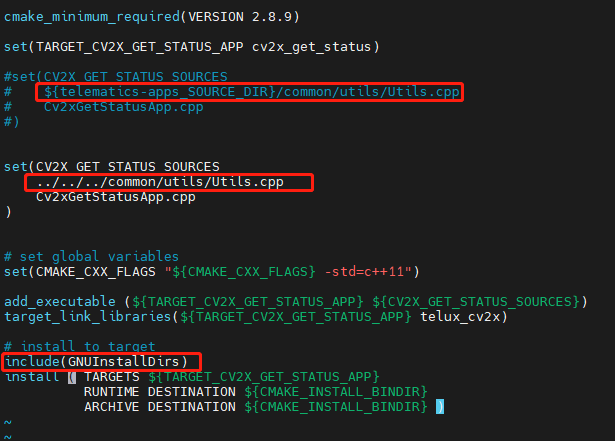 cmake_minimum_required(VERSION 2.8.9)
set(TARGET_CV2X_GET_STATUS_APP cv2x_get_status)
#set(CV2X_GET_STATUS_SOURCES
#    ${telematics-apps_SOURCE_DIR}/common/utils/Utils.cpp
#    Cv2xGetStatusApp.cpp
#)
set(CV2X_GET_STATUS_SOURCES
    ../../../common/utils/Utils.cpp
    Cv2xGetStatusApp.cpp
)
# set global variables
set(CMAKE_CXX_FLAGS "${CMAKE_CXX_FLAGS} -std=c++11")
add_executable (${TARGET_CV2X_GET_STATUS_APP} ${CV2X_GET_STATUS_SOURCES})
target_link_libraries(${TARGET_CV2X_GET_STATUS_APP} telux_cv2x)
# install to target
include(GNUInstallDirs)
install ( TARGETS ${TARGET_CV2X_GET_STATUS_APP}
          RUNTIME DESTINATION ${CMAKE_INSTALL_BINDIR}
          ARCHIVE DESTINATION ${CMAKE_INSTALL_BINDIR} )
~
~